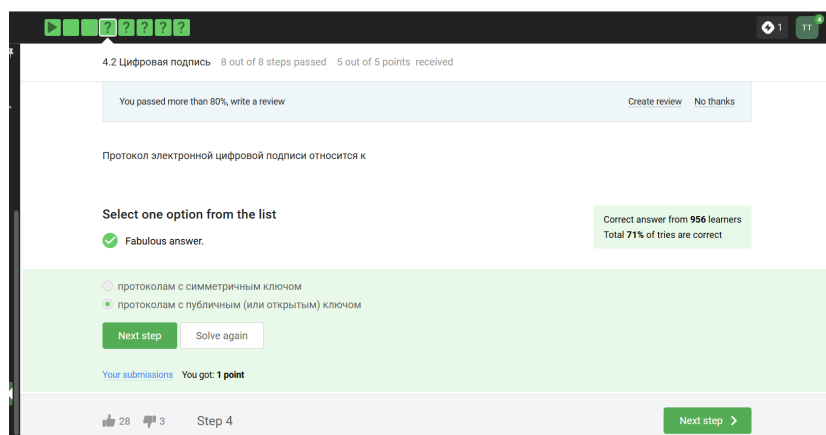 ? ? ? ? ?
1
TT
4
4.2 Цифровая подпись 8 out of 8 steps passed 5 out of 5 points received
You passed more than 80%, write a review Create review No thanks
Протокол электронной цифровой подписи относится к
Select one option from the list
Correct answer from 956 learners
Total 71% of tries are correct
Fabulous answer.
протоколам с симметричным ключом
протоколам с публичным (или открытым) ключом
Next step Solve again
Your submissions You got: 1 point
28 3 Step 4 Next step